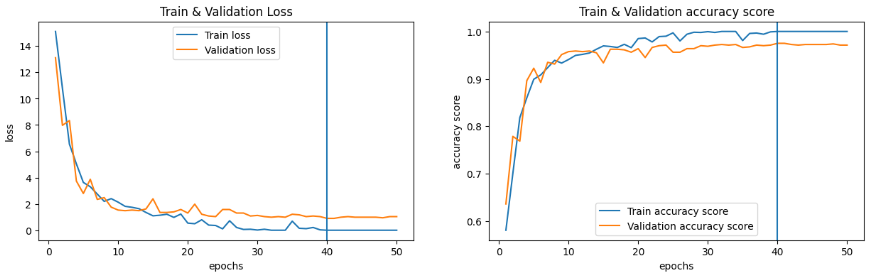 Train & Validation Loss
Train loss
Validation loss
14
12
10
8
6
4
2
0
loss
0
10
20
30
40
50
epochs
Train & Validation accuracy score
1.0
0.9
0.8
0.7
0.6
accuracy score
Train accuracy score
Validation accuracy score
0
10
20
30
40
50
epochs